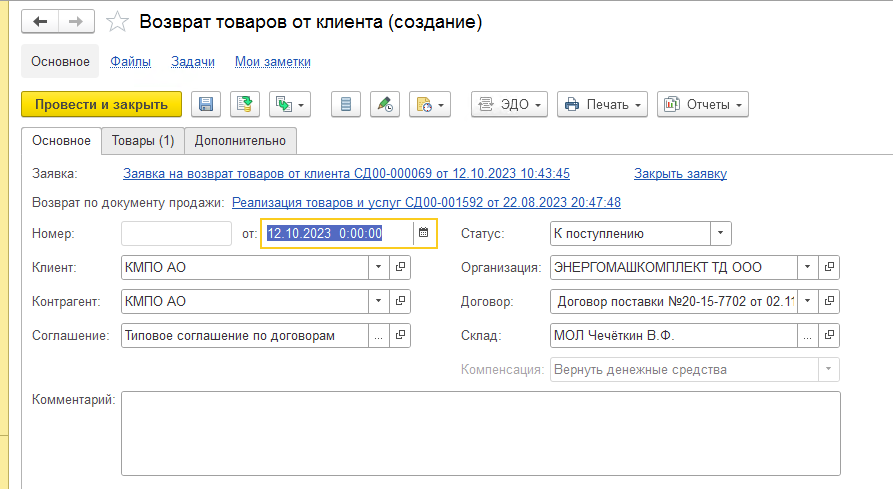 Возврат товаров от клиента (создание)
Основное Файлы Задачи Мои заметки
Провести и закрыть ЭДО Печать Отчеты
Основное Товары (1) Дополнительно
Заявка: Заявка на возврат товаров от клиента СД00-000069 от 12.10.2023 10:43:45 Закрыть заявку
Возврат по документу продажи: Реализация товаров и услуг СД00-001592 от 22.08.2023 20:47:48
Номер: от: 12.10.2023 0:00:00 Статус: К поступлению
Клиент: КМПО АО Организация: ЭНЕРГОМАШКОМПЛЕКТ ТД ООО
Контрагент: КМПО АО Договор: Договор поставки №20-15-7702 от 02.11
Соглашение: Типовое соглашение по договорам ... Склад: МОЛ Чечёткин В.Ф. ...
Компенсация: Вернуть денежные средства
Комментарий: